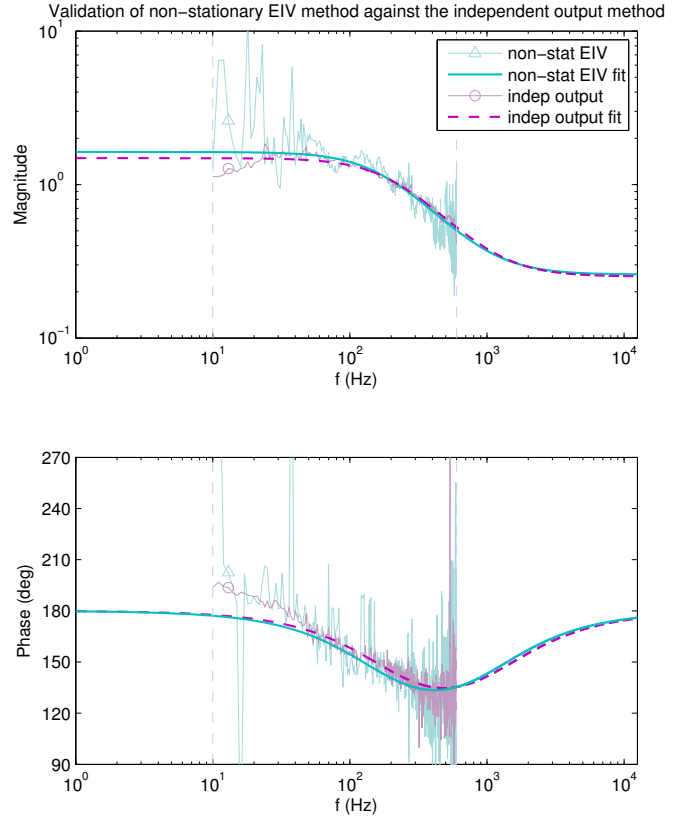 Validation of non−stationary EIV method against the independent output method
10^1
10^0
10^−1
Magnitude
non−stat EIV
non−stat EIV fit
indep output
indep output fit
10^0 10^1 10^2 10^3 10^4
f (Hz)
270
240
210
180
150
120
90
Phase (deg)
10^0 10^1 10^2 10^3 10^4
f (Hz)